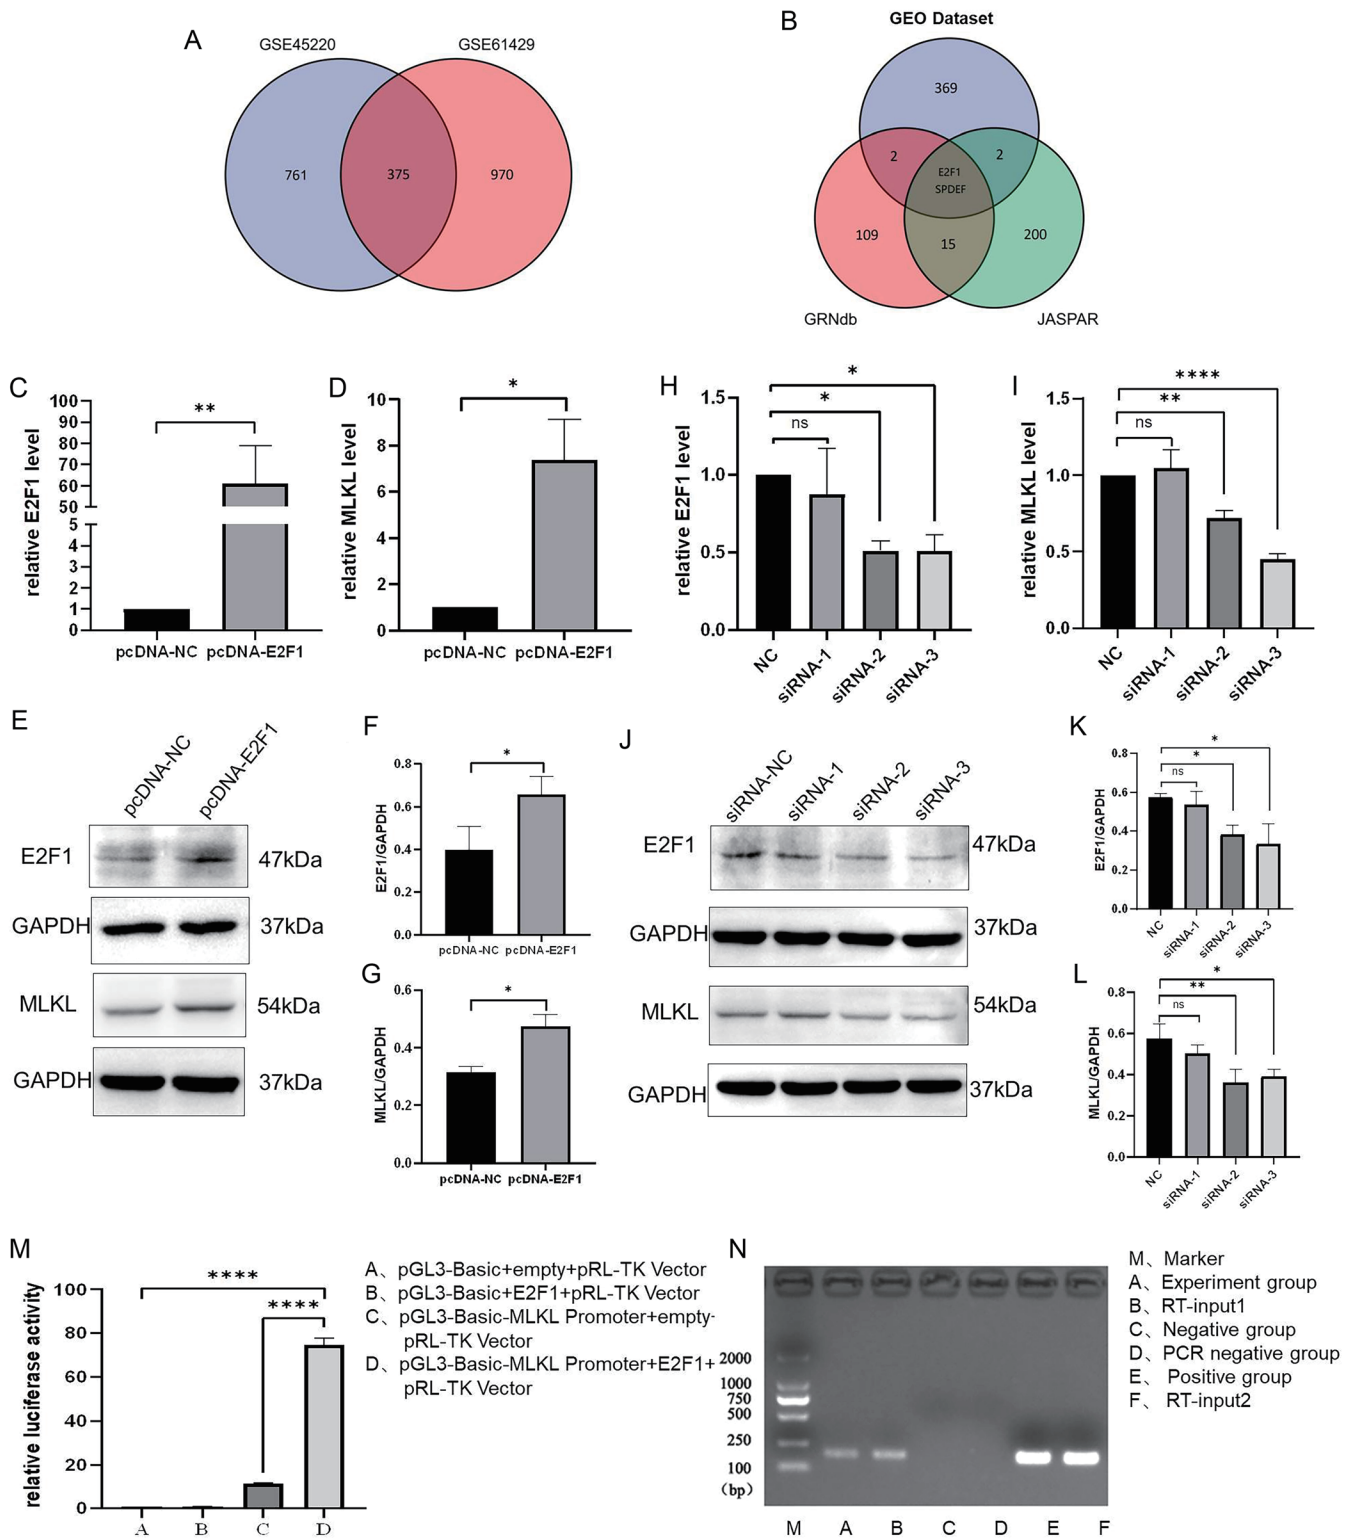 A
GSE45220
GSE61429
761
375
970
B
GEO Dataset
369
2
2
E2F1
SPDEF
109
15
200
GRNdb
JASPAR
C
relative E2F1 level
100
90
80
70
60
50
5
4
3
2
1
0
**
pcDNA-NC pcDNA-E2F1
D
relative MLKL level
10
8
6
4
2
0
*
pcDNA-NC pcDNA-E2F1
H
relative E2F1 level
1.5
1.0
0.5
0.0
*
*
ns
NC
siRNA-1
siRNA-2
siRNA-3
I
relative MLKL level
1.5
1.0
0.5
0.0
****
**
ns
NC
siRNA-1
siRNA-2
siRNA-3
E
pcDNA-NC
pcDNA-E2F1
E2F1 47kDa
GAPDH 37kDa
MLKL 54kDa
GAPDH 37kDa
F
E2F1/GAPDH
0.8
0.6
0.4
0.2
0.0
*
pcDNA-NC pcDNA-E2F1
G
MLKL/GAPDH
0.6
0.4
0.2
0.0
*
pcDNA-NC pcDNA-E2F1
J
siRNA-NC
siRNA-1
siRNA-2
siRNA-3
E2F1 47kDa
GAPDH 37kDa
MLKL 54kDa
GAPDH 37kDa
K
E2F1/GAPDH
0.8
0.6
0.4
0.2
0.0
*
*
ns
NC
siRNA-1
siRNA-2
siRNA-3
L
MLKL/GAPDH
0.8
0.6
0.4
0.2
0.0
*
**
ns
NC
siRNA-1
siRNA-2
siRNA-3
M
relative luciferase activity
100
80
60
40
20
0
****
****
A B C D
A、pGL3-Basic+empty+pRL-TK Vector
B、pGL3-Basic+E2F1+pRL-TK Vector
C、pGL3-Basic-MLKL Promoter+empty-
pRL-TK Vector
D、pGL3-Basic-MLKL Promoter+E2F1+
pRL-TK Vector
N
2000
1000
750
500
250
100
(bp)
M A B C D E F
M、Marker
A、Experiment group
B、RT-input1
C、Negative group
D、PCR negative group
E、 Positive group
F、 RT-input2